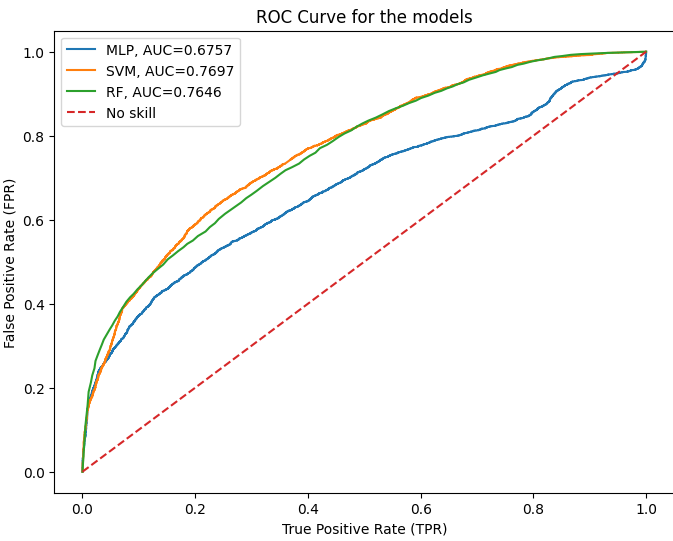 ROC Curve for the models
MLP, AUC=0.6757
SVM, AUC=0.7697
RF, AUC=0.7646
No skill
False Positive Rate (FPR)
1.0
0.8
0.6
0.4
0.2
0.0
0.0 0.2 0.4 0.6 0.8 1.0
True Positive Rate (TPR)